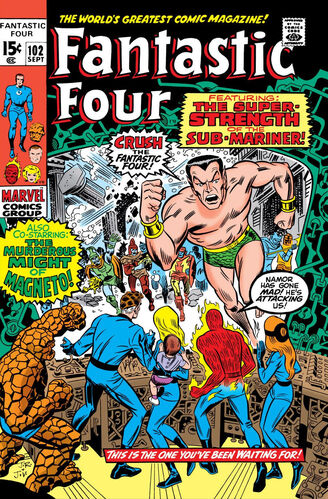 THE WORLD'S GREATEST COMIC MAGAZINE!
FANTASTIC
FOUR
15¢
102
SEPT
MARVEL
COMICS
GROUP
APPROVED
BY THE
COMICS
CODE
AUTHORITY
Fantastic
Four
FEATURING:
THE SUPER-
STRENGTH
OF THE
SUB-MARINER!
CRUSH
THE
FANTASTIC
FOUR!
ALSO
CO-STARRING:
THE
MURDEROUS
MIGHT
OF
MAGNETO!
NAMOR
HAS GONE
MAD! HE'S
ATTACKING
US!
THIS IS THE ONE YOU'VE BEEN WAITING FOR!